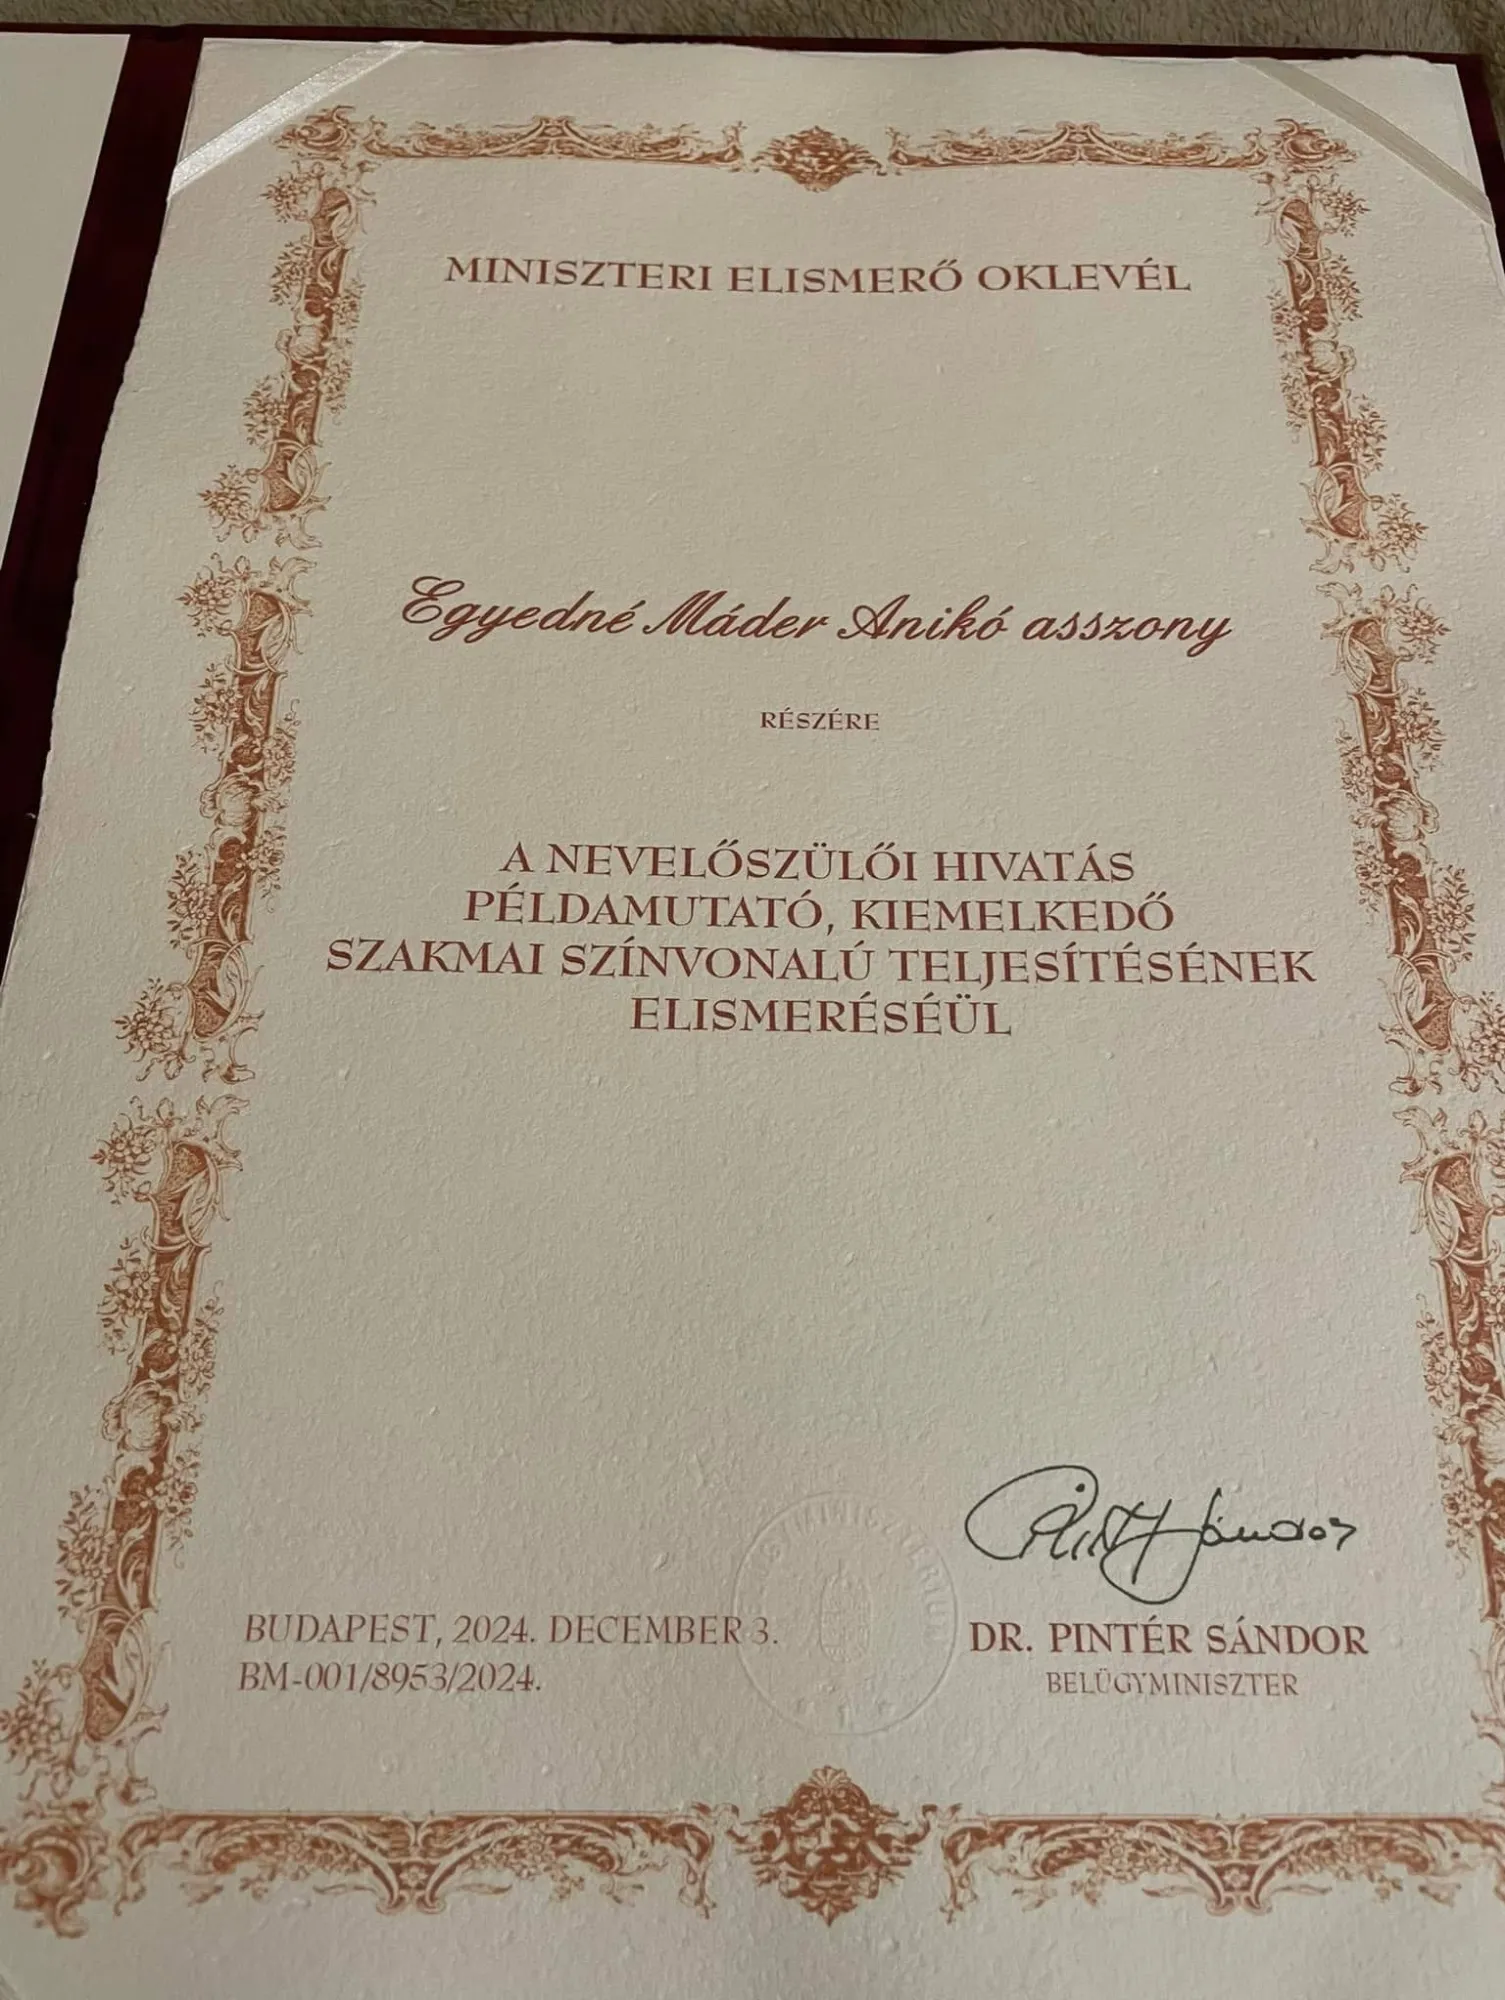 MINISZTERI ELISMERŐ OKLEVÉL
Egyedné Máder Anikó asszony
RÉSZÉRE
A NEVELŐSZÜLŐI HIVATÁS
PÉLDAMUTATÓ, KIEMELKEDŐ
SZAKMAI SZÍNVONALÚ TELJESÍTÉSÉNEK
ELISMERÉSÉÜL
BUDAPEST, 2024. DECEMBER 3.
BM-001/8953/2024.
DR. PINTÉR SÁNDOR
BELÜGYMINISZTER